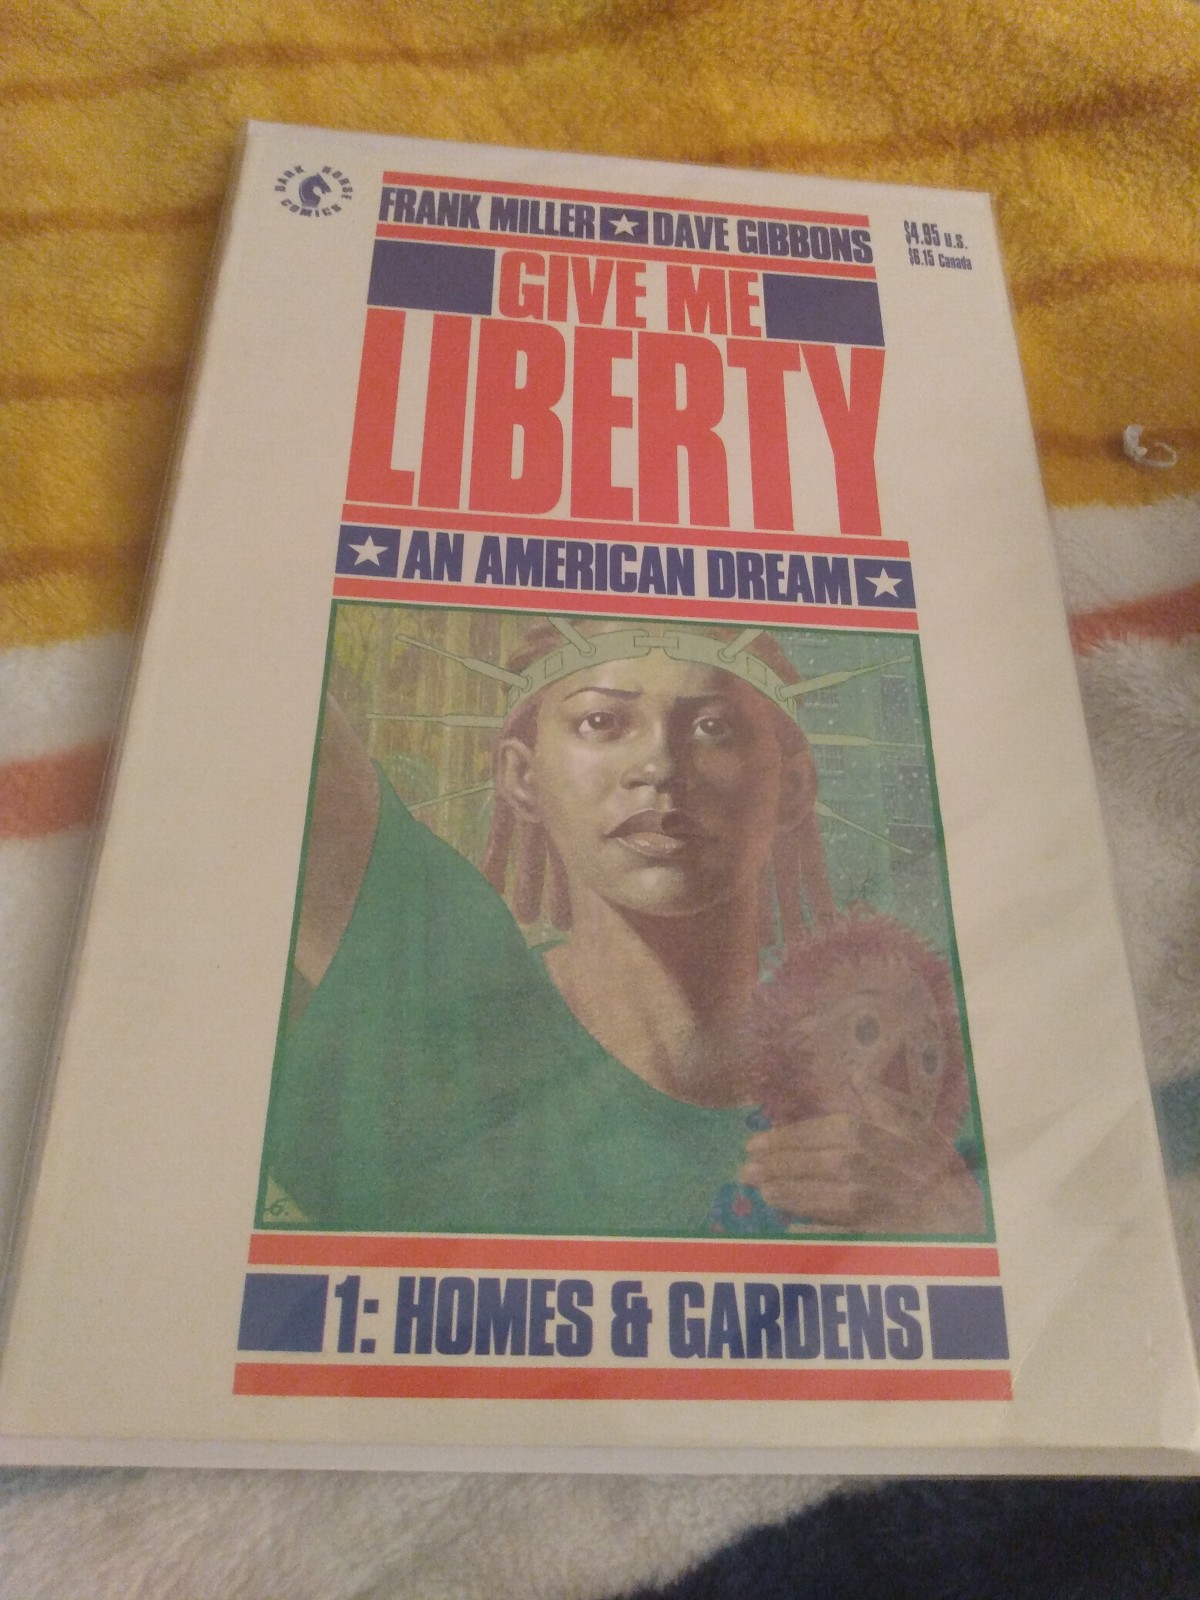 DARK HORSE COMICS
FRANK MILLER ★ DAVE GIBBONS
$4.95 U.S.
$6.15 Canada
GIVE ME
LIBERTY
★ AN AMERICAN DREAM ★
G.
1: HOMES & GARDENS